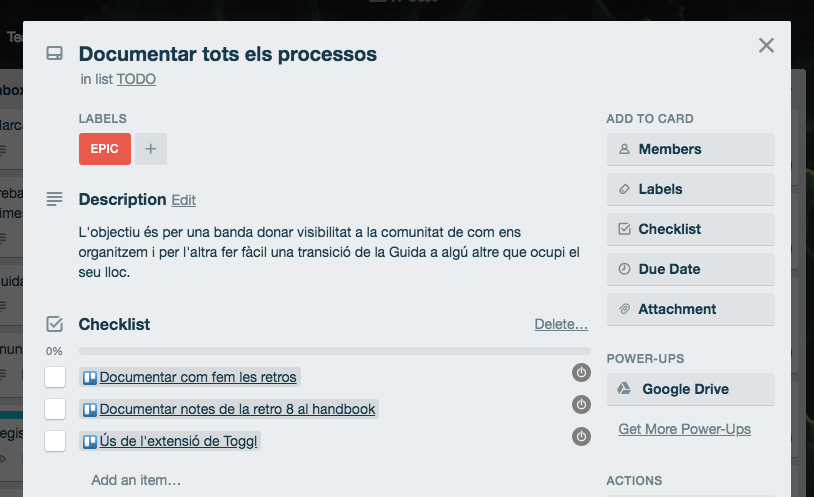 Documentar tots els processos
in list TODO
LABELS
EPIC
+
Description Edit
L'objectiu és per una banda donar visibilitat a la comunitat de com ens
organitzem i per l'altra fer fàcil una transició de la Guida a algú altre que ocupi el
seu lloc.
Checklist
Delete...
0%
Documentar com fem les retros
Documentar notes de la retro 8 al handbook
Ús de l'extensió de Toggl
Add an item…
ADD TO CARD
Members
Labels
Checklist
Due Date
Attachment
POWER-UPS
Google Drive
Get More Power-Ups
ACTIONS